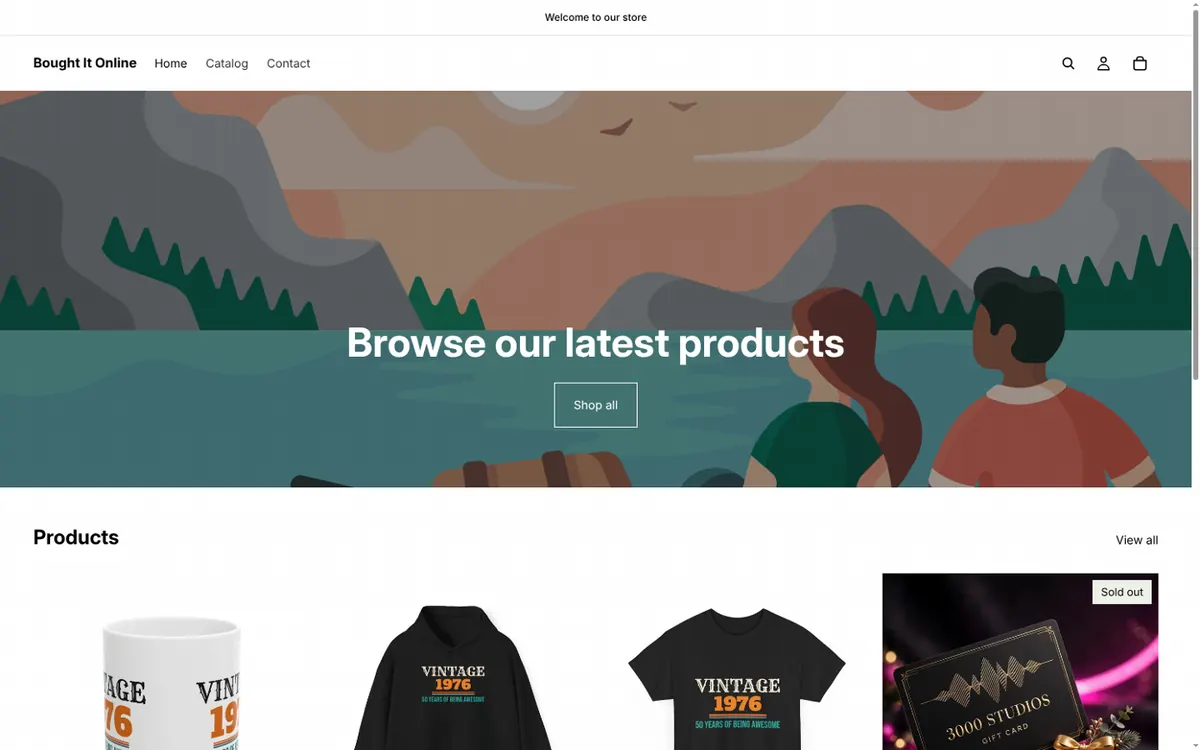 Welcome to our store
Bought It Online Home Catalog Contact
Browse our latest products
Shop all
Products
View all
Sold out
VINTAGE
1976
50 YEARS OF BEING AWESOME
VINTAGE
1976
50 YEARS OF BEING AWESOME
3000 STUDIOS
GIFT CARD